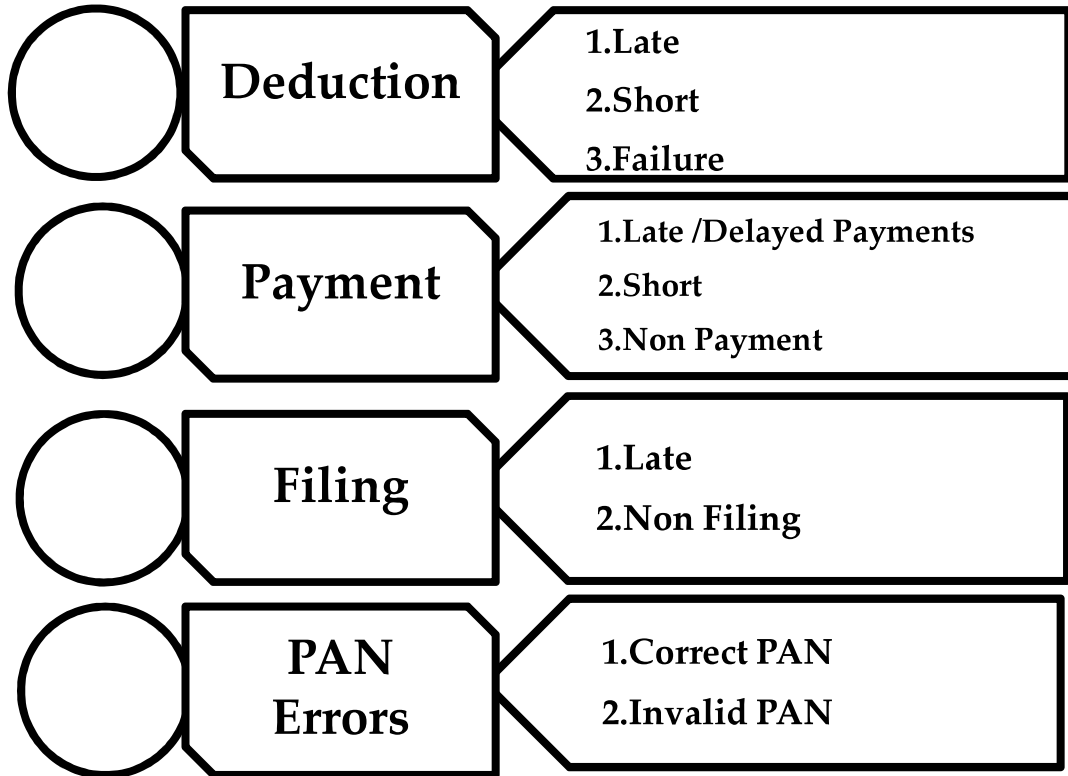 Deduction
1.Late
2.Short
3.Failure
Payment
1.Late /Delayed Payments
2.Short
3.Non Payment
Filing
1.Late
2.Non Filing
PAN
Errors
1.Correct PAN
2.Invalid PAN